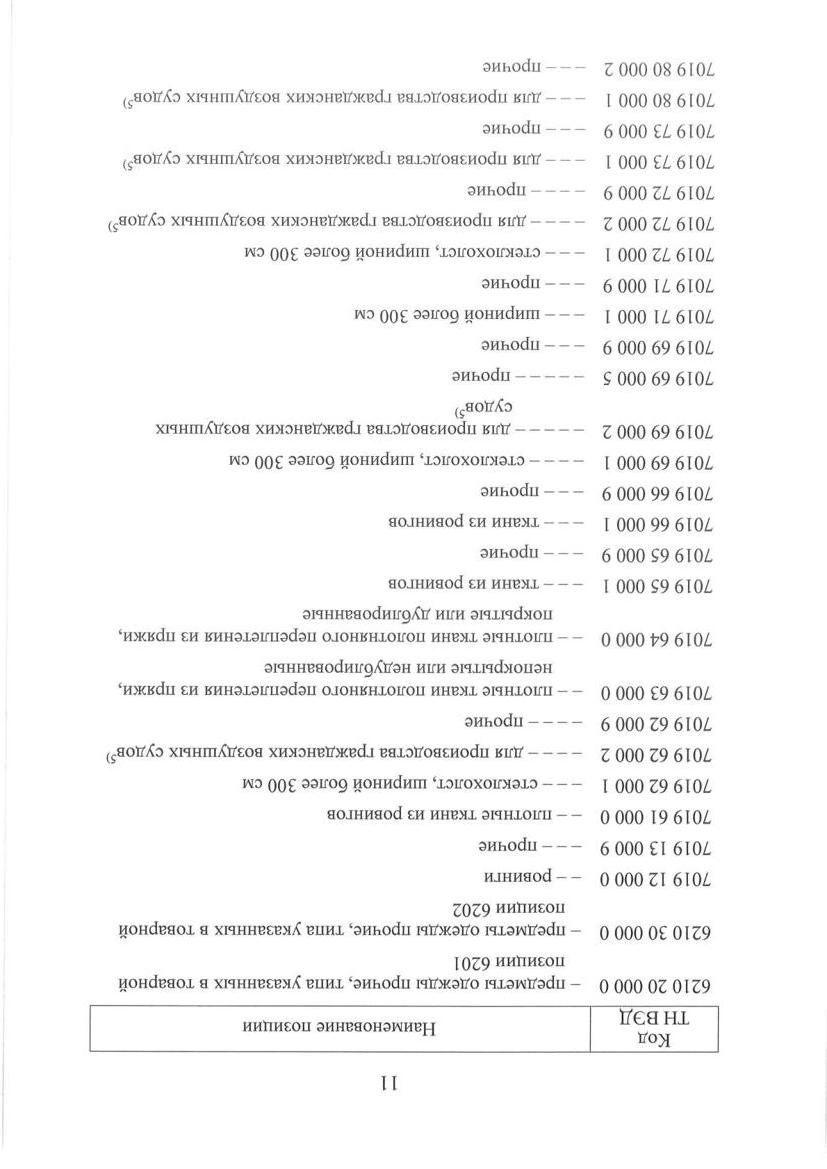 11
Код
ТН ВЭД
Наименование позиции
6210 20 000 0 – предметы одежды прочие, типа указанных в товарной
позиции 6201
6210 30 000 0 – предметы одежды прочие, типа указанных в товарной
позиции 6202
7019 12 000 0 – – ровинги
7019 13 000 9 – – – прочие
7019 61 000 0 – – плотные ткани из ровингов
7019 62 000 1 – – – стеклохолст, шириной более 300 см
7019 62 000 2 – – – – для производства гражданских воздушных судов⁵⁾
7019 62 000 9 – – – – прочие
7019 63 000 0 – – плотные ткани полотняного переплетения из пряжи,
непокрытые или недублированные
7019 64 000 0 – – плотные ткани полотняного переплетения из пряжи,
покрытые или дублированные
7019 65 000 1 – – – ткани из ровингов
7019 65 000 9 – – – прочие
7019 66 000 1 – – – ткани из ровингов
7019 66 000 9 – – – прочие
7019 69 000 1 – – – – стеклохолст, шириной более 300 см
7019 69 000 2 – – – – – для производства гражданских воздушных
судов⁵⁾
7019 69 000 5 – – – – – прочие
7019 69 000 9 – – – прочие
7019 71 000 1 – – – шириной более 300 см
7019 71 000 9 – – – прочие
7019 72 000 1 – – – стеклохолст, шириной более 300 см
7019 72 000 2 – – – – для производства гражданских воздушных судов⁵⁾
7019 72 000 9 – – – – прочие
7019 73 000 1 – – – для производства гражданских воздушных судов⁵⁾
7019 73 000 9 – – – прочие
7019 80 000 1 – – – для производства гражданских воздушных судов⁵⁾
7019 80 000 2 – – – прочие